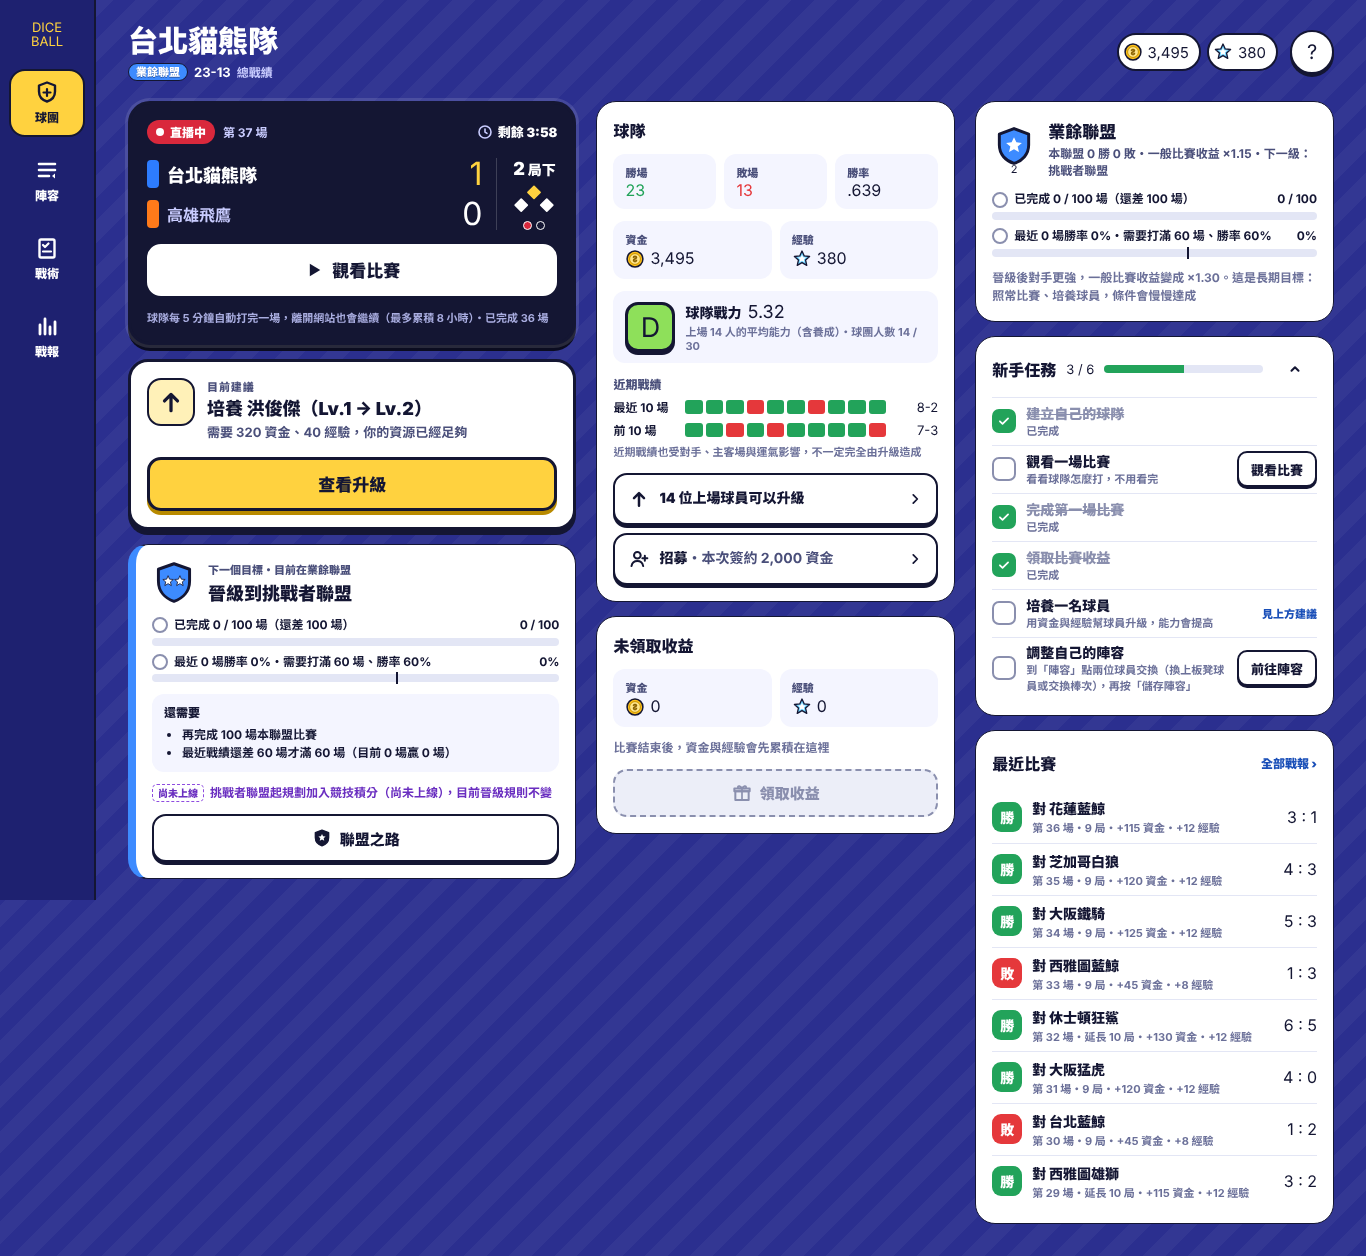 DICE
BALL
球團
陣容
戰術
戰報
台北貓熊隊
業餘聯盟 23-13 總戰績
3,495
380
?
直播中 第 37 場 剩餘 3:58
台北貓熊隊 1
高雄飛鷹 0
2 局下
觀看比賽
球隊每 5 分鐘自動打完一場，離開網站也會繼續（最多累積 8 小時）・已完成 36 場
目前建議
培養 洪俊傑（Lv.1 → Lv.2）
需要 320 資金、40 經驗，你的資源已經足夠
查看升級
下一個目標・目前在業餘聯盟
晉級到挑戰者聯盟
已完成 0 / 100 場（還差 100 場） 0 / 100
最近 0 場勝率 0%・需要打滿 60 場、勝率 60% 0%
還需要
• 再完成 100 場本聯盟比賽
• 最近戰績還差 60 場才滿 60 場（目前 0 場贏 0 場）
尚未上線 挑戰者聯盟起規劃加入競技積分（尚未上線），目前晉級規則不變
聯盟之路
球隊
勝場
23
敗場
13
勝率
.639
資金
3,495
經驗
380
D
球隊戰力 5.32
上場 14 人的平均能力（含養成）・球團人數 14 /
30
近期戰績
最近 10 場 8-2
前 10 場 7-3
近期戰績也受對手、主客場與運氣影響，不一定完全由升級造成
14 位上場球員可以升級
招募・本次簽約 2,000 資金
未領取收益
資金
0
經驗
0
比賽結束後，資金與經驗會先累積在這裡
領取收益
2
業餘聯盟
本聯盟 0 勝 0 敗・一般比賽收益 ×1.15・下一級：
挑戰者聯盟
已完成 0 / 100 場（還差 100 場） 0 / 100
最近 0 場勝率 0%・需要打滿 60 場、勝率 60% 0%
晉級後對手更強，一般比賽收益變成 ×1.30。這是長期目標：
照常比賽、培養球員，條件會慢慢達成
新手任務 3 / 6
建立自己的球隊
已完成
觀看一場比賽
看看球隊怎麼打，不用看完
觀看比賽
完成第一場比賽
已完成
領取比賽收益
已完成
培養一名球員
用資金與經驗幫球員升級，能力會提高
見上方建議
調整自己的陣容
到「陣容」點兩位球員交換（換上板凳球
員或交換棒次），再按「儲存陣容」
前往陣容
最近比賽 全部戰報 ›
勝 對 花蓮藍鯨 3 : 1
第 36 場・9 局・+115 資金・+12 經驗
勝 對 芝加哥白狼 4 : 3
第 35 場・9 局・+120 資金・+12 經驗
勝 對 大阪鐵騎 5 : 3
第 34 場・9 局・+125 資金・+12 經驗
敗 對 西雅圖藍鯨 1 : 3
第 33 場・9 局・+45 資金・+8 經驗
勝 對 休士頓狂鯊 6 : 5
第 32 場・延長 10 局・+130 資金・+12 經驗
勝 對 大阪猛虎 4 : 0
第 31 場・9 局・+120 資金・+12 經驗
敗 對 台北藍鯨 1 : 2
第 30 場・9 局・+45 資金・+8 經驗
勝 對 西雅圖雄獅 3 : 2
第 29 場・延長 10 局・+115 資金・+12 經驗